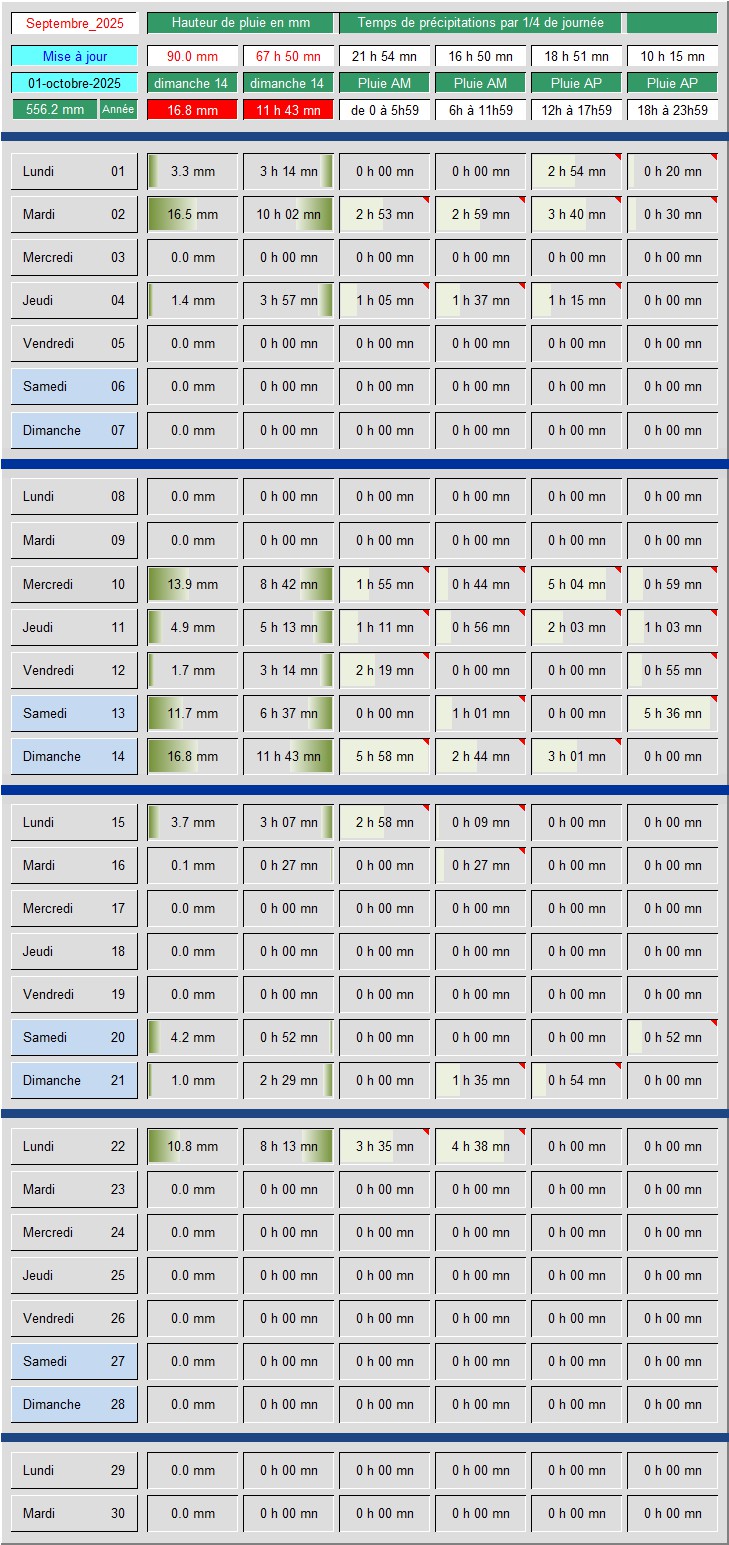 Septembre_2025 Hauteur de pluie en mm Temps de précipitations par 1/4 de journée
Mise à jour 90.0 mm 67 h 50 mn 21 h 54 mn 16 h 50 mn 18 h 51 mn 10 h 15 mn
01-octobre-2025 dimanche 14 dimanche 14 Pluie AM Pluie AM Pluie AP Pluie AP
556.2 mm Année 16.8 mm 11 h 43 mn de 0 à 5h59 6h à 11h59 12h à 17h59 18h à 23h59
Lundi 01 3.3 mm 3 h 14 mn 0 h 00 mn 0 h 00 mn 2 h 54 mn 0 h 20 mn
Mardi 02 16.5 mm 10 h 02 mn 2 h 53 mn 2 h 59 mn 3 h 40 mn 0 h 30 mn
Mercredi 03 0.0 mm 0 h 00 mn 0 h 00 mn 0 h 00 mn 0 h 00 mn 0 h 00 mn
Jeudi 04 1.4 mm 3 h 57 mn 1 h 05 mn 1 h 37 mn 1 h 15 mn 0 h 00 mn
Vendredi 05 0.0 mm 0 h 00 mn 0 h 00 mn 0 h 00 mn 0 h 00 mn 0 h 00 mn
Samedi 06 0.0 mm 0 h 00 mn 0 h 00 mn 0 h 00 mn 0 h 00 mn 0 h 00 mn
Dimanche 07 0.0 mm 0 h 00 mn 0 h 00 mn 0 h 00 mn 0 h 00 mn 0 h 00 mn
Lundi 08 0.0 mm 0 h 00 mn 0 h 00 mn 0 h 00 mn 0 h 00 mn 0 h 00 mn
Mardi 09 0.0 mm 0 h 00 mn 0 h 00 mn 0 h 00 mn 0 h 00 mn 0 h 00 mn
Mercredi 10 13.9 mm 8 h 42 mn 1 h 55 mn 0 h 44 mn 5 h 04 mn 0 h 59 mn
Jeudi 11 4.9 mm 5 h 13 mn 1 h 11 mn 0 h 56 mn 2 h 03 mn 1 h 03 mn
Vendredi 12 1.7 mm 3 h 14 mn 2 h 19 mn 0 h 00 mn 0 h 00 mn 0 h 55 mn
Samedi 13 11.7 mm 6 h 37 mn 0 h 00 mn 1 h 01 mn 0 h 00 mn 5 h 36 mn
Dimanche 14 16.8 mm 11 h 43 mn 5 h 58 mn 2 h 44 mn 3 h 01 mn 0 h 00 mn
Lundi 15 3.7 mm 3 h 07 mn 2 h 58 mn 0 h 09 mn 0 h 00 mn 0 h 00 mn
Mardi 16 0.1 mm 0 h 27 mn 0 h 00 mn 0 h 27 mn 0 h 00 mn 0 h 00 mn
Mercredi 17 0.0 mm 0 h 00 mn 0 h 00 mn 0 h 00 mn 0 h 00 mn 0 h 00 mn
Jeudi 18 0.0 mm 0 h 00 mn 0 h 00 mn 0 h 00 mn 0 h 00 mn 0 h 00 mn
Vendredi 19 0.0 mm 0 h 00 mn 0 h 00 mn 0 h 00 mn 0 h 00 mn 0 h 00 mn
Samedi 20 4.2 mm 0 h 52 mn 0 h 00 mn 0 h 00 mn 0 h 00 mn 0 h 52 mn
Dimanche 21 1.0 mm 2 h 29 mn 0 h 00 mn 1 h 35 mn 0 h 54 mn 0 h 00 mn
Lundi 22 10.8 mm 8 h 13 mn 3 h 35 mn 4 h 38 mn 0 h 00 mn 0 h 00 mn
Mardi 23 0.0 mm 0 h 00 mn 0 h 00 mn 0 h 00 mn 0 h 00 mn 0 h 00 mn
Mercredi 24 0.0 mm 0 h 00 mn 0 h 00 mn 0 h 00 mn 0 h 00 mn 0 h 00 mn
Jeudi 25 0.0 mm 0 h 00 mn 0 h 00 mn 0 h 00 mn 0 h 00 mn 0 h 00 mn
Vendredi 26 0.0 mm 0 h 00 mn 0 h 00 mn 0 h 00 mn 0 h 00 mn 0 h 00 mn
Samedi 27 0.0 mm 0 h 00 mn 0 h 00 mn 0 h 00 mn 0 h 00 mn 0 h 00 mn
Dimanche 28 0.0 mm 0 h 00 mn 0 h 00 mn 0 h 00 mn 0 h 00 mn 0 h 00 mn
Lundi 29 0.0 mm 0 h 00 mn 0 h 00 mn 0 h 00 mn 0 h 00 mn 0 h 00 mn
Mardi 30 0.0 mm 0 h 00 mn 0 h 00 mn 0 h 00 mn 0 h 00 mn 0 h 00 mn